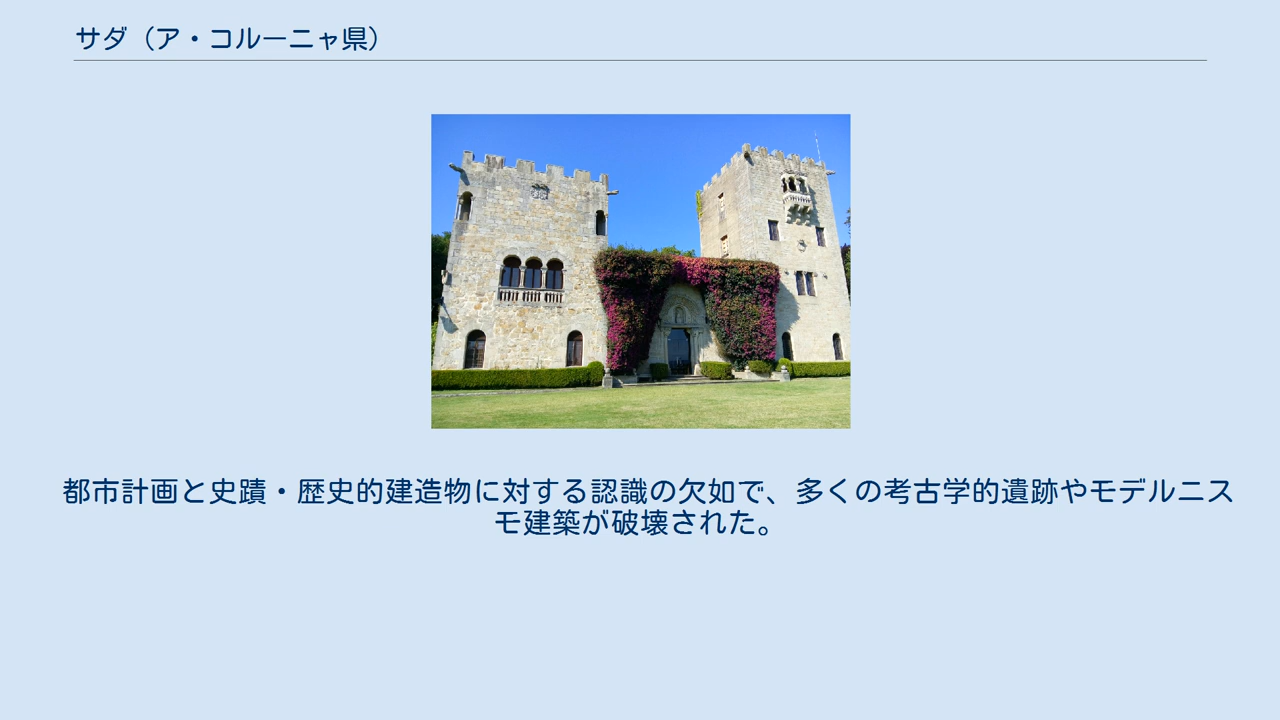 サダ（ア・コルーニャ県）
都市計画と史蹟・歴史的建造物に対する認識の欠如で、多くの考古学的遺跡やモデルニス
モ建築が破壊された。